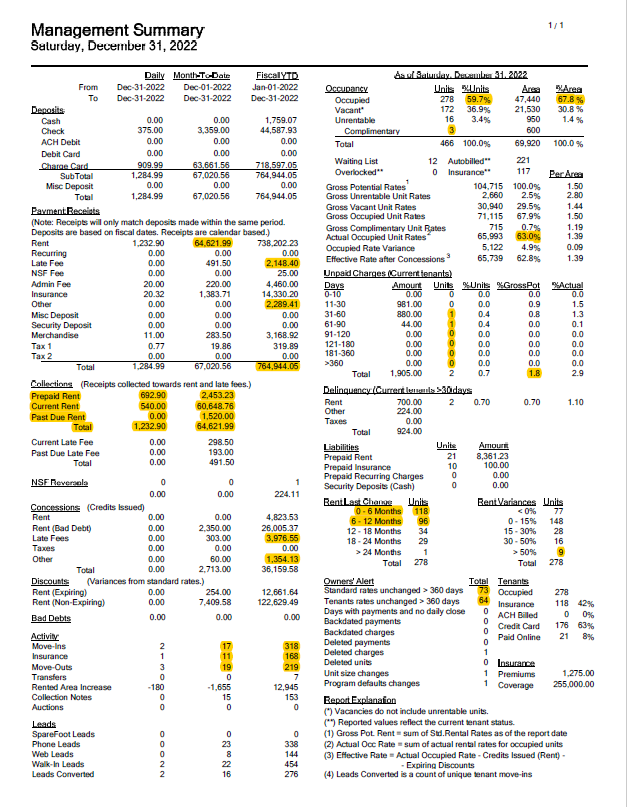 Management Summary
Saturday, December 31, 2022
1 / 1
Daily Month-To-Date Fiscal YTD
From Dec-31-2022 Dec-01-2022 Jan-01-2022
To Dec-31-2022 Dec-31-2022 Dec-31-2022
Deposits
Cash 0.00 0.00 1,759.07
Check 375.00 3,359.00 44,587.93
ACH Debit 0.00 0.00 0.00
Debit Card 0.00 0.00 0.00
Charge Card 909.99 63,661.56 718,597.05
SubTotal 1,284.99 67,020.56 764,944.05
Misc Deposit 0.00 0.00 0.00
Total 1,284.99 67,020.56 764,944.05
Payment Receipts
(Note: Receipts will only match deposits made within the same period.
Deposits are based on fiscal dates. Receipts are calendar based.)
Rent 1,232.90 64,621.99 738,202.23
Recurring 0.00 0.00 0.00
Late Fee 0.00 491.50 2,148.40
NSF Fee 0.00 0.00 25.00
Admin Fee 20.00 220.00 4,460.00
Insurance 20.32 1,383.71 14,330.20
Other 0.00 0.00 2,289.41
Misc Deposit 0.00 0.00 0.00
Security Deposit 0.00 0.00 0.00
Merchandise 11.00 283.50 3,168.92
Tax 1 0.77 19.86 319.89
Tax 2 0.00 0.00 0.00
Total 1,284.99 67,020.56 764,944.05
Collections (Receipts collected towards rent and late fees.)
Prepaid Rent 692.90 2,453.23
Current Rent 540.00 60,648.76
Past Due Rent 0.00 1,520.00
Total 1,232.90 64,621.99
Current Late Fee 0.00 298.50
Past Due Late Fee 0.00 193.00
Total 0.00 491.50
NSF Reversals 0 0 1
0.00 0.00 224.11
Concessions (Credits Issued)
Rent 0.00 0.00 4,823.53
Rent (Bad Debt) 0.00 2,350.00 26,005.37
Late Fees 0.00 303.00 3,976.55
Taxes 0.00 0.00 0.00
Other 0.00 60.00 1,354.13
Total 0.00 2,713.00 36,159.58
Discounts (Variances from standard rates.)
Rent (Expiring) 0.00 254.00 12,661.64
Rent (Non-Expiring) 0.00 7,409.58 122,629.49
Bad Debts 0.00 0.00 0.00
Activity
Move-Ins 2 17 318
Insurance 1 11 168
Move-Outs 3 19 219
Transfers 0 0 7
Rented Area Increase -180 -1,655 12,945
Collection Notes 0 15 153
Auctions 0 0 0
Leads
SpareFoot Leads 0 0 0
Phone Leads 0 23 338
Web Leads 0 8 144
Walk-In Leads 2 22 454
Leads Converted 2 16 276
As of Saturday, December 31, 2022
Occupancy Units %Units Area %Area
Occupied 278 59.7% 47,440 67.8 %
Vacant* 172 36.9% 21,530 30.8 %
Unrentable 16 3.4% 950 1.4 %
Complimentary 3 600
Total 466 100.0% 69,920 100.0 %
Waiting List 12 Autobilled** 221
Overlocked** 0 Insurance** 117 Per Area
Gross Potential Rates 1 104,715 100.0% 1.50
Gross Unrentable Unit Rates 2,660 2.5% 2.80
Gross Vacant Unit Rates 30,940 29.5% 1.44
Gross Occupied Unit Rates 71,115 67.9% 1.50
Gross Complimentary Unit Rates 715 0.7% 1.19
Actual Occupied Unit Rates 2 65,993 63.0% 1.39
Occupied Rate Variance 5,122 4.9% 0.09
Effective Rate after Concessions 3 65,739 62.8% 1.39
Unpaid Charges (Current tenants)
Days Amount Units %Units %GrossPot %Actual
0-10 0.00 0 0.0 0.0 0.0
11-30 981.00 0 0.0 0.9 1.5
31-60 880.00 1 0.4 0.8 1.3
61-90 44.00 1 0.4 0.0 0.1
91-120 0.00 0 0.0 0.0 0.0
121-180 0.00 0 0.0 0.0 0.0
181-360 0.00 0 0.0 0.0 0.0
>360 0.00 0 0.0 0.0 0.0
Total 1,905.00 2 0.7 1.8 2.9
Delinquency (Current tenants >30days
Rent 700.00 2 0.70 0.70 1.10
Other 224.00
Taxes 0.00
Total 924.00
Liabilities Units Amount
Prepaid Rent 21 8,361.23
Prepaid Insurance 10 100.00
Prepaid Recurring Charges 0 0.00
Security Deposits (Cash) 0 0.00
Rent Last Change Units Rent Variances Units
0 - 6 Months 118 < 0% 77
6 - 12 Months 96 0 - 15% 148
12 - 18 Months 34 15 - 30% 28
18 - 24 Months 29 30 - 50% 16
> 24 Months 1 > 50% 9
Total 278 Total 278
Owners' Alert Total Tenants
Standard rates unchanged > 360 days 73 Occupied 278
Tenants rates unchanged > 360 days 64 Insurance 118 42%
Days with payments and no daily close 0 ACH Billed 0 0%
Backdated payments 0 Credit Card 176 63%
Backdated charges 0 Paid Online 21 8%
Deleted payments 0
Deleted charges 1
Deleted units 0 Insurance
Unit size changes 1 Premiums 1,275.00
Program defaults changes 1 Coverage 255,000.00
Report Explanation
(*) Vacancies do not include unrentable units.
(**) Reported values reflect the current tenant status.
(1) Gross Pot. Rent = sum of Std.Rental Rates as of the report date
(2) Actual Occ Rate = sum of actual rental rates for occupied units
(3) Effective Rate = Actual Occupied Rate - Credits Issued (Rent) -
- Expiring Discounts
(4) Leads Converted is a count of unique tenant move-ins